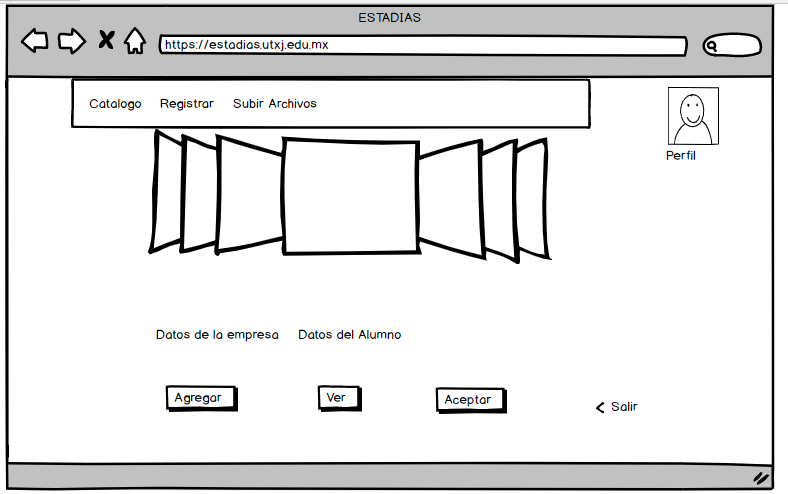 ESTADIAS
https://estadias.utxj.edu.mx
Catalogo Registrar Subir Archivos
Perfil
Datos de la empresa Datos del Alumno
Agregar Ver Aceptar Salir